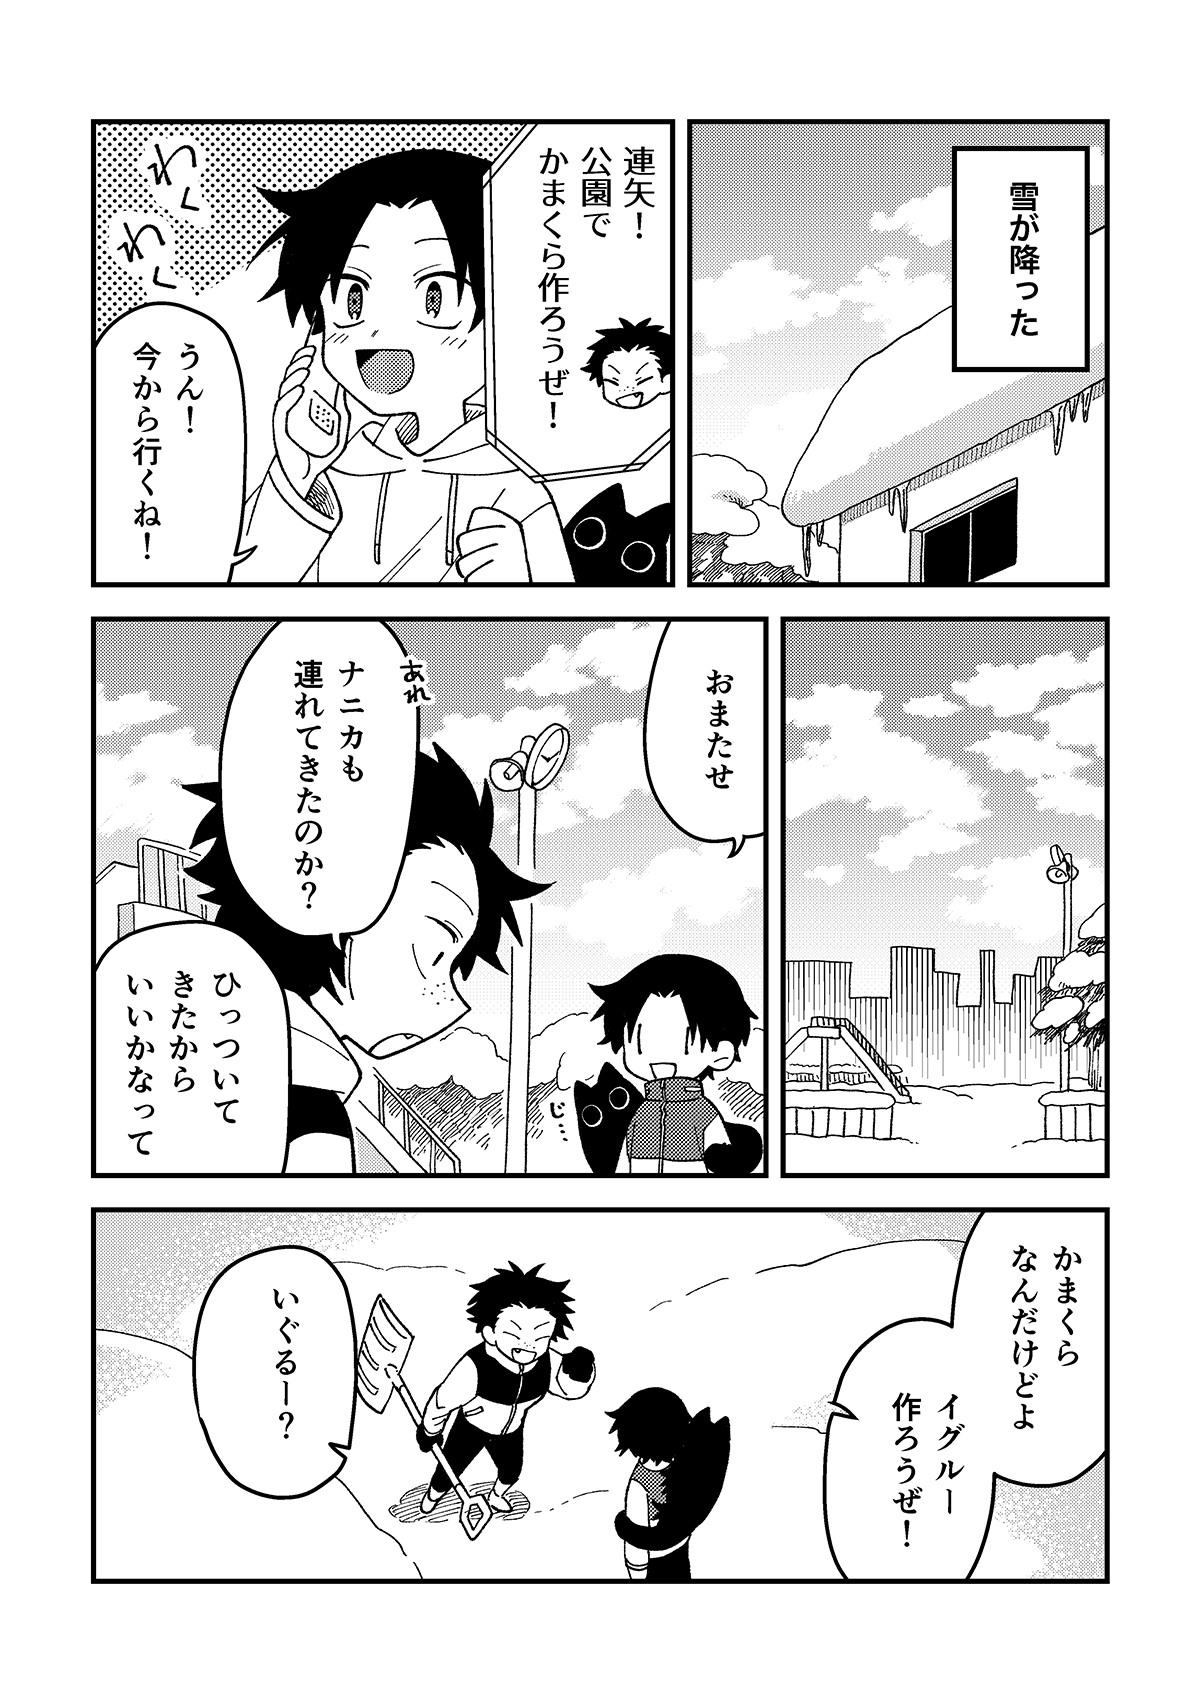 雪が降った
連矢！
公園で
かまくら作ろうぜ！
わくわく
うん！
今から行くね！
おまたせ
あれ
ナニカも
連れてきたのか？
じ…
ひっついて
きたから
いいかなって
かまくら
なんだけどよ
イグルー
作ろうぜ！
いぐるー？